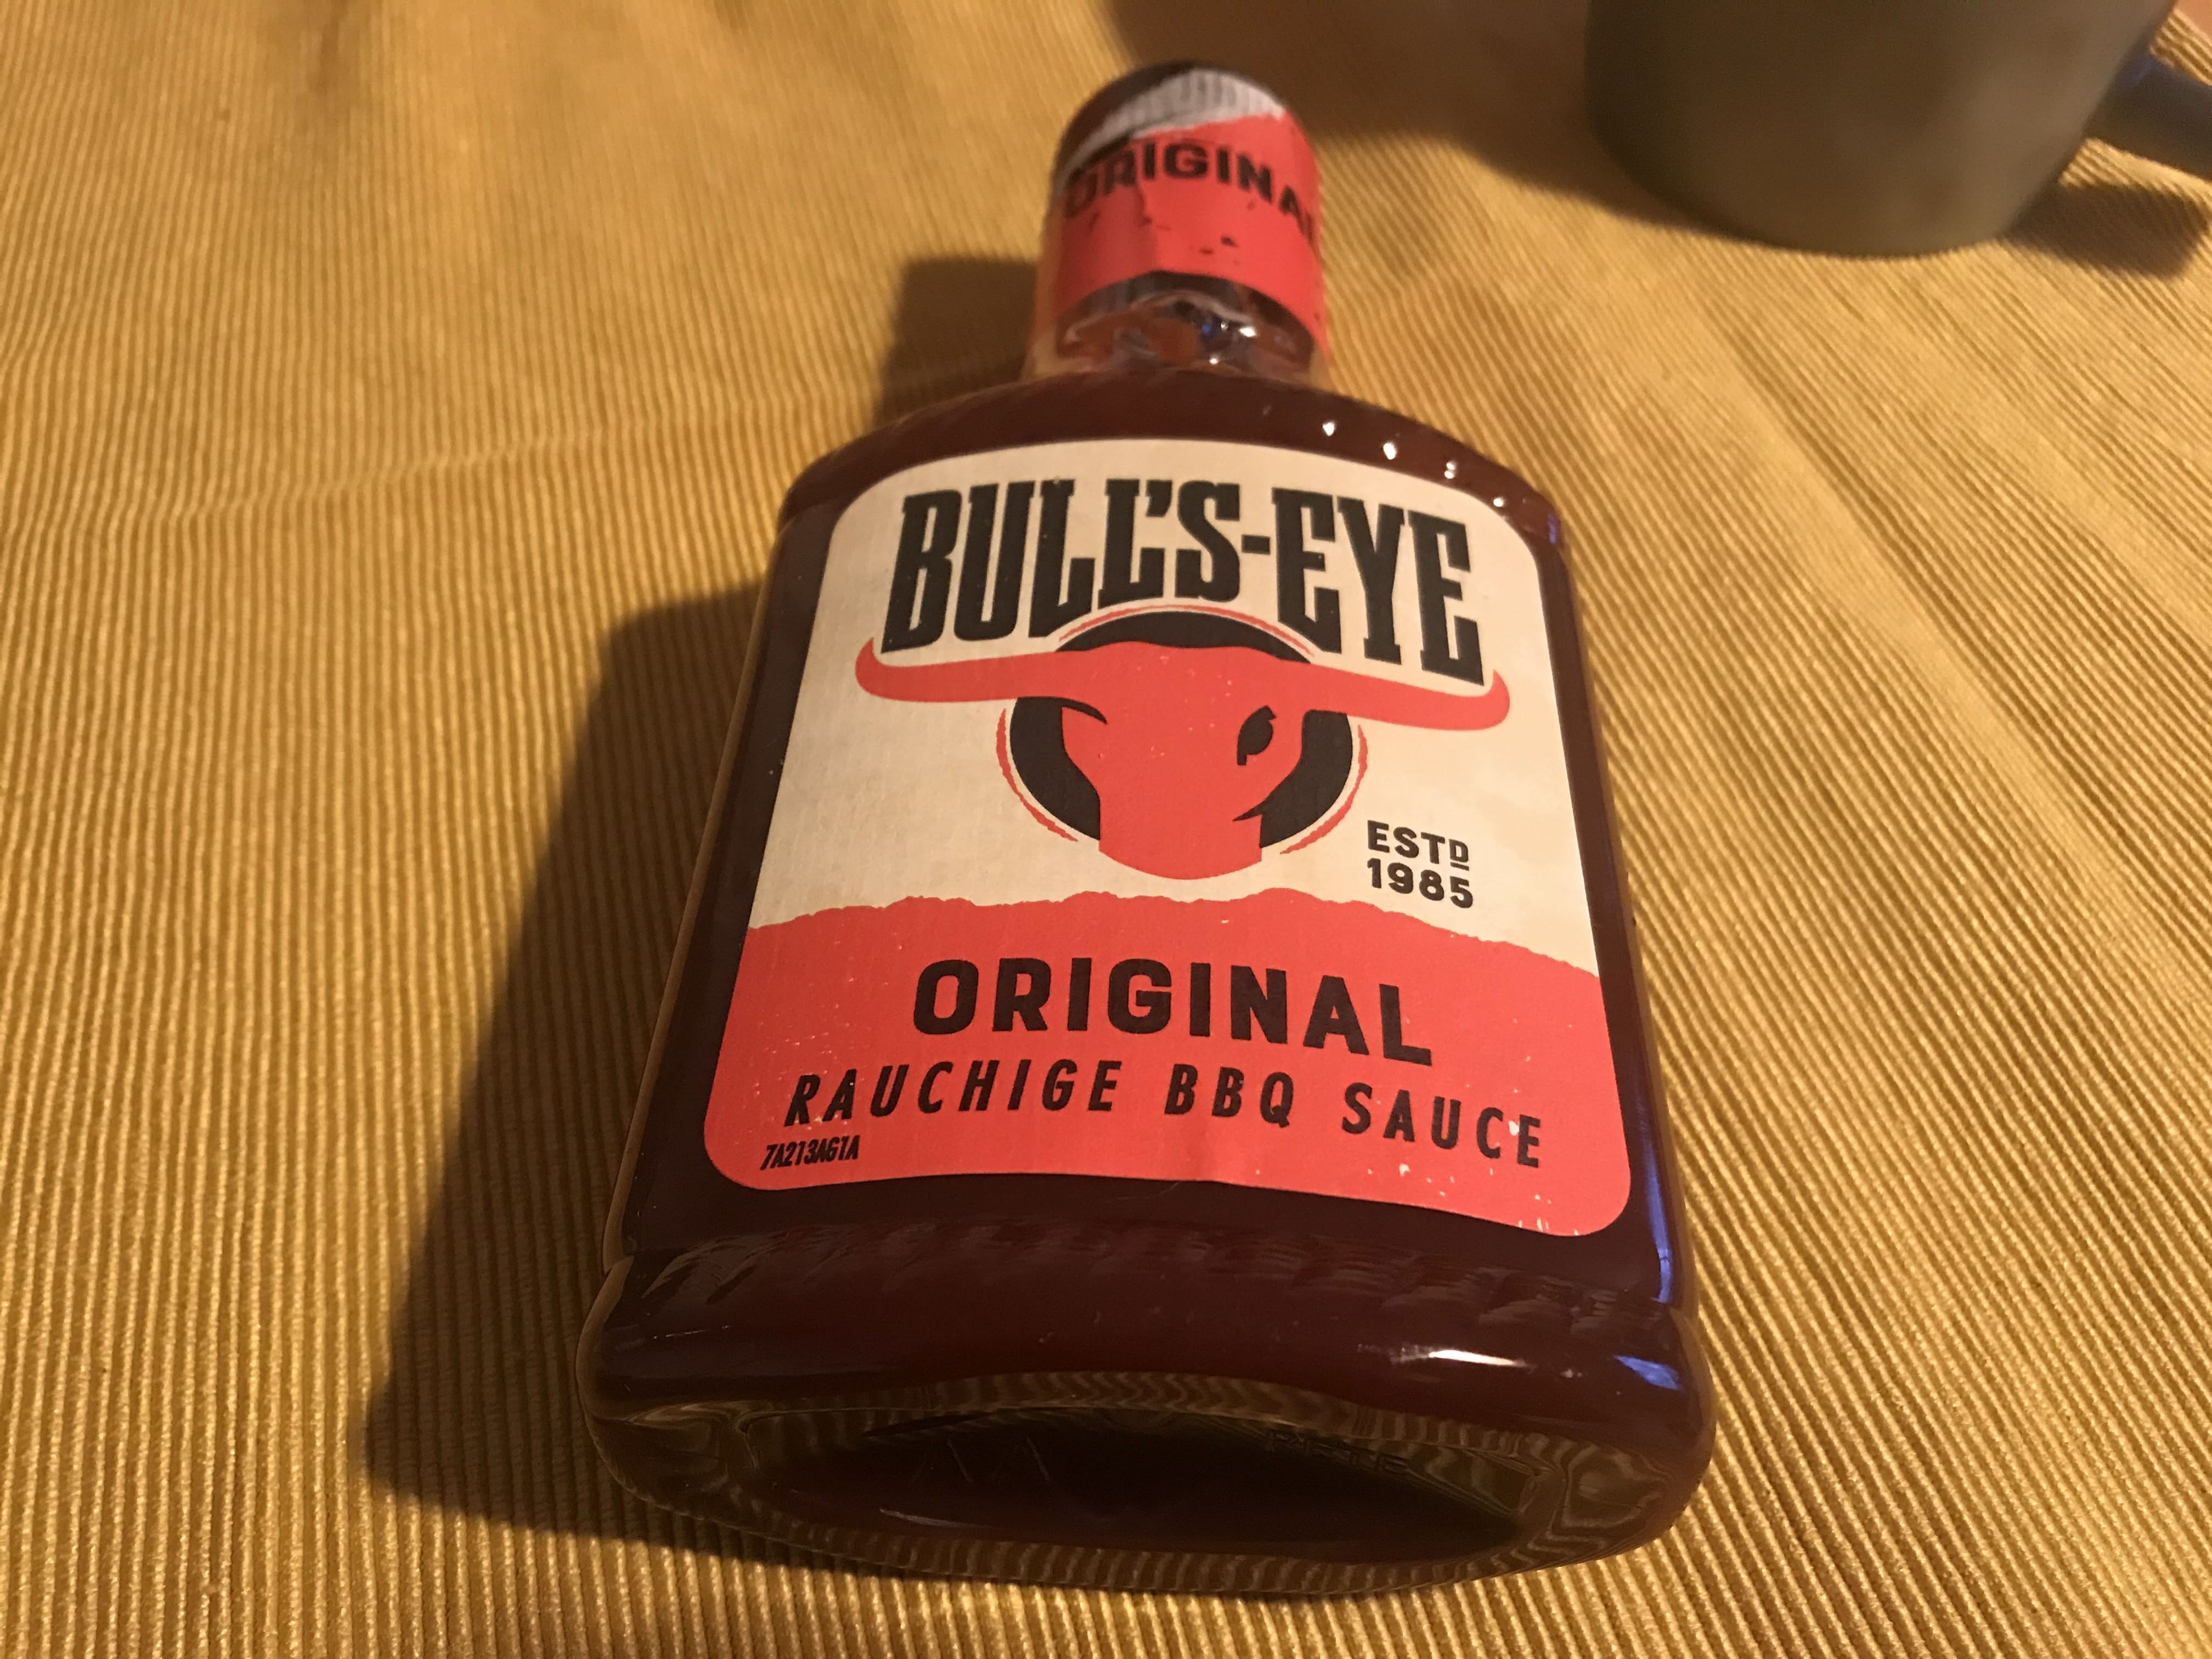 ORIGINAL
BULL'S-EYE
ESTD
1985
ORIGINAL
RAUCHIGE BBQ SAUCE
7A213AG1A